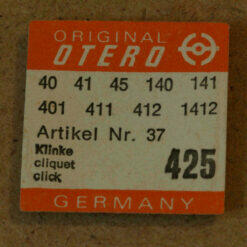 ORIGINAL
OTERO
40 41 45 140 141
401 411 412 1412
Artikel Nr. 37
Klinke
cliquet
click
425
GERMANY